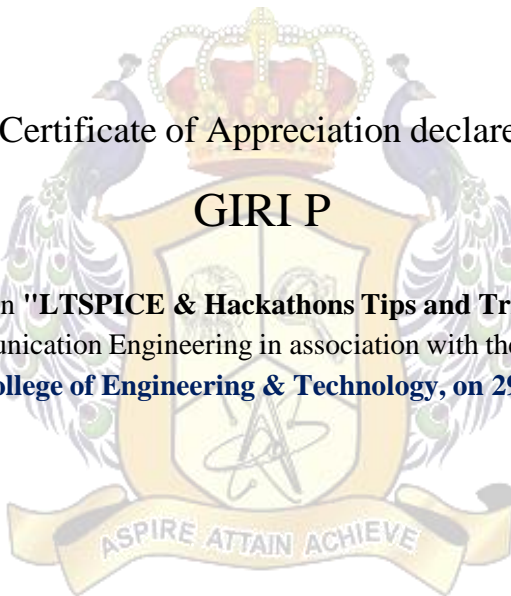 Certificate of Appreciation declare
GIRI P
n "LTSPICE & Hackathons Tips and Tr
unication Engineering in association with the
ollege of Engineering & Technology, on 29
ASPIRE ATTAIN ACHIEVE